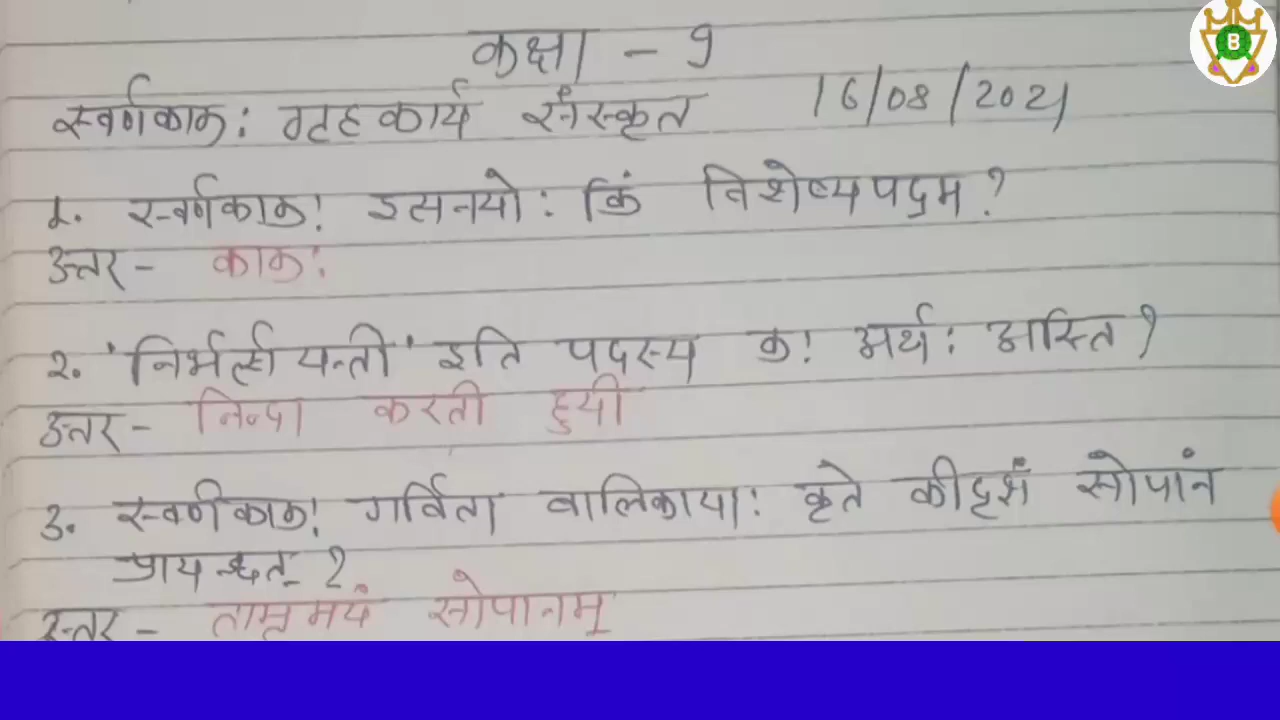 कक्षा - 9
स्वर्णकाकः गृहकार्य संस्कृत 16/08/2021
1. स्वर्णकाकः इत्यनयोः किं विशेष्यपदम ?
उत्तर- काकः
2. 'निर्भर्त्सयन्ती' इति पदस्य कः अर्थः अस्ति ?
उत्तर- निन्दा करती हुयी
3. स्वर्णकाकः गर्विता बालिकायाः कृते कीदृशं सोपानं
प्रायच्छत् ?
उत्तर- ताम्रमयं सोपानम्
B